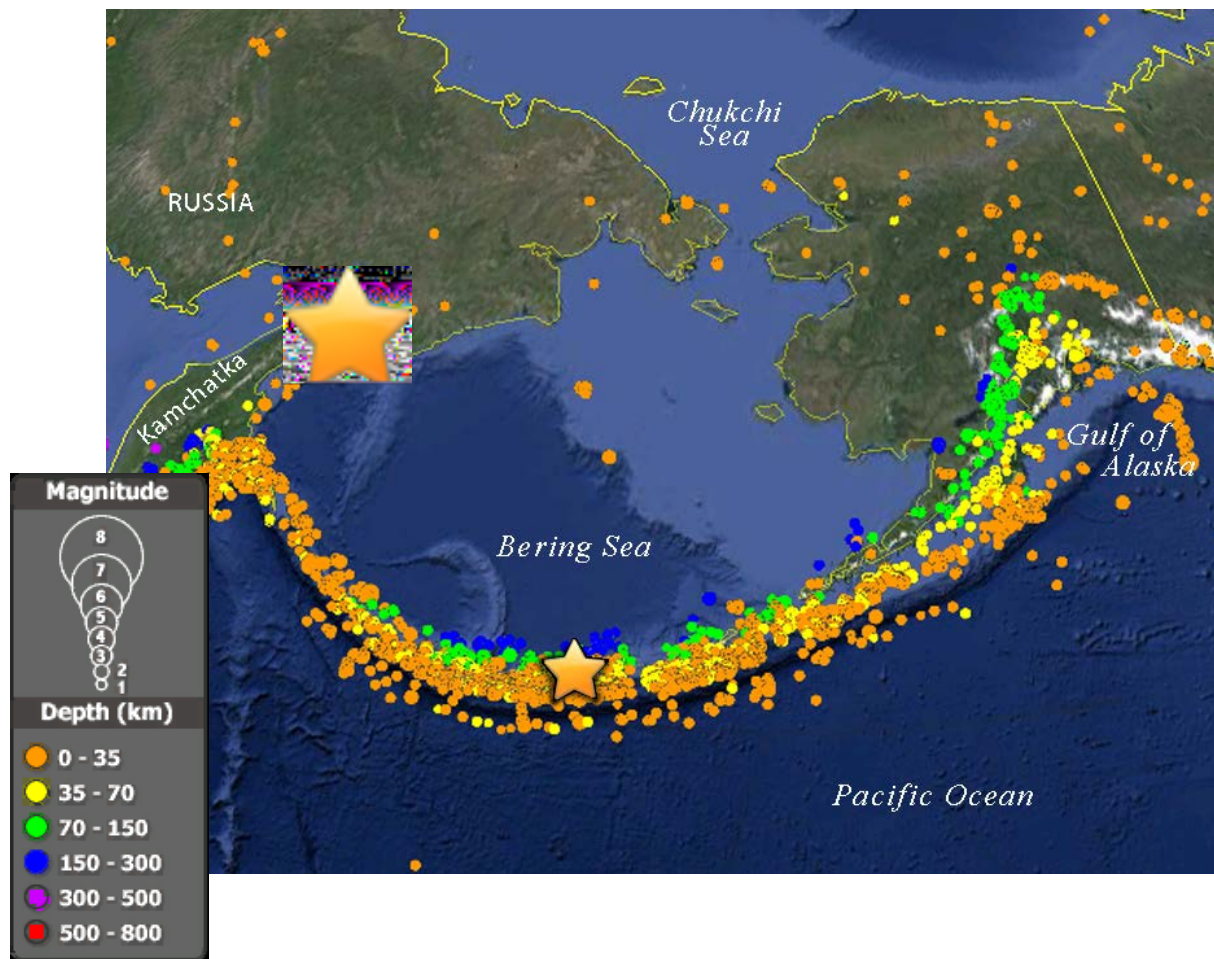 Chukchi
Sea
RUSSIA
Kamchatka
Gulf of
Alaska
Bering Sea
Pacific Ocean
Magnitude
8
7
6
5
4
3
2
1
Depth (km)
0 - 35
35 - 70
70 - 150
150 - 300
300 - 500
500 - 800